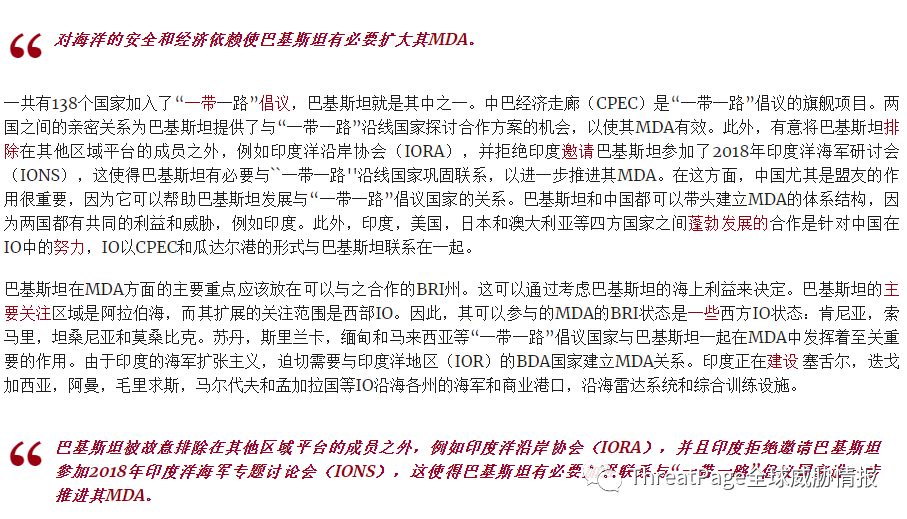 对海洋的安全和经济依赖使巴基斯坦有必要扩大其MDA。
一共有138个国家加入了“一带一路”倡议，巴基斯坦就是其中之一。中巴经济走廊（CPEC）是“一带一路”倡议的旗舰项目。两
国之间的亲密关系为巴基斯坦提供了与“一带一路”沿线国家探讨合作方案的机会，以使其MDA有效。此外，有意将巴基斯坦排
除在其他区域平台的成员之外，例如印度洋沿岸协会（IORA），并拒绝印度邀请巴基斯坦参加了2018年印度洋海军研讨会
（IONS），这使得巴基斯坦有必要与``一带一路''沿线国家巩固联系，以进一步推进其MDA。在这方面，中国尤其是盟友的作
用很重要，因为它可以帮助巴基斯坦发展与“一带一路”倡议国家的关系。巴基斯坦和中国都可以带头建立MDA的体系结构，因
为两国都有共同的利益和威胁，例如印度。此外，印度，美国，日本和澳大利亚等四方国家之间蓬勃发展的合作是针对中国在
IO中的努力，IO以CPEC和瓜达尔港的形式与巴基斯坦联系在一起。
巴基斯坦在MDA方面的主要重点应该放在可以与之合作的BRI州。这可以通过考虑巴基斯坦的海上利益来决定。巴基斯坦的主
要关注区域是阿拉伯海，而其扩展的关注范围是西部IO。因此，其可以参与的MDA的BRI状态是一些西方IO状态：肯尼亚，索
马里，坦桑尼亚和莫桑比克。苏丹，斯里兰卡，缅甸和马来西亚等“一带一路”倡议国家与巴基斯坦一起在MDA中发挥着至关重
要的作用。由于印度的海军扩张主义，迫切需要与印度洋地区（IOR）的BDA国家建立MDA关系。印度正在建设 塞舌尔，迭戈
加西亚，阿曼，毛里求斯，马尔代夫和孟加拉国等IO沿海各州的海军和商业港口，沿海雷达系统和综合训练设施。
巴基斯坦被故意排除在其他区域平台的成员之外，例如印度洋沿岸协会（IORA），并且印度拒绝邀请巴基斯坦
参加2018年印度洋海军专题讨论会（IONS），这使得巴基斯坦有必要
推进其MDA。
ThreatPage全球威胁情报